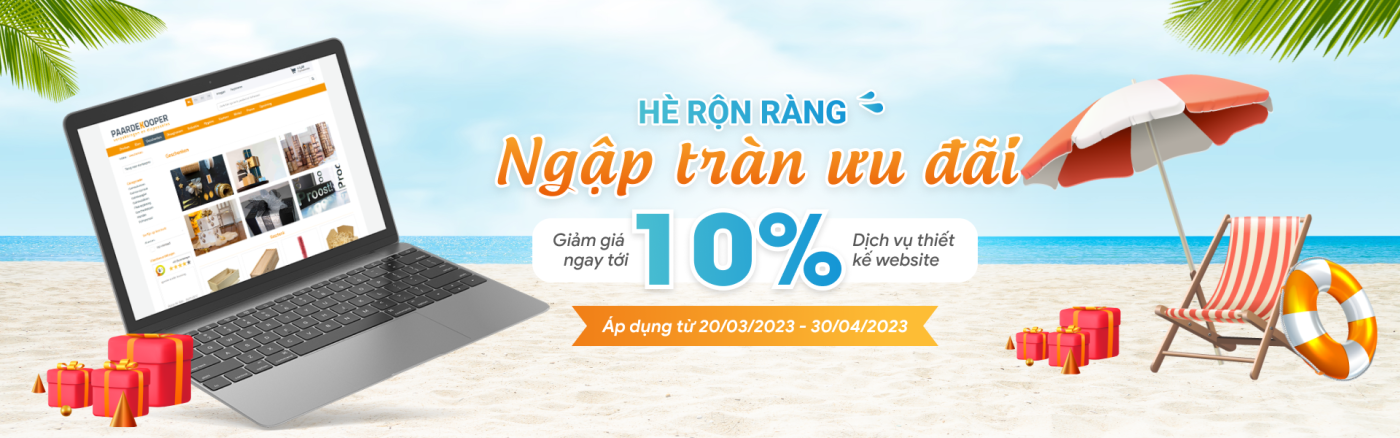 PAARDEKOOPER
HÈ RỘN RÀNG
Ngập tràn ưu đãi
Giảm giá
ngay tới
10%
Dịch vụ thiết
kế website
Áp dụng từ 20/03/2023 - 30/04/2023